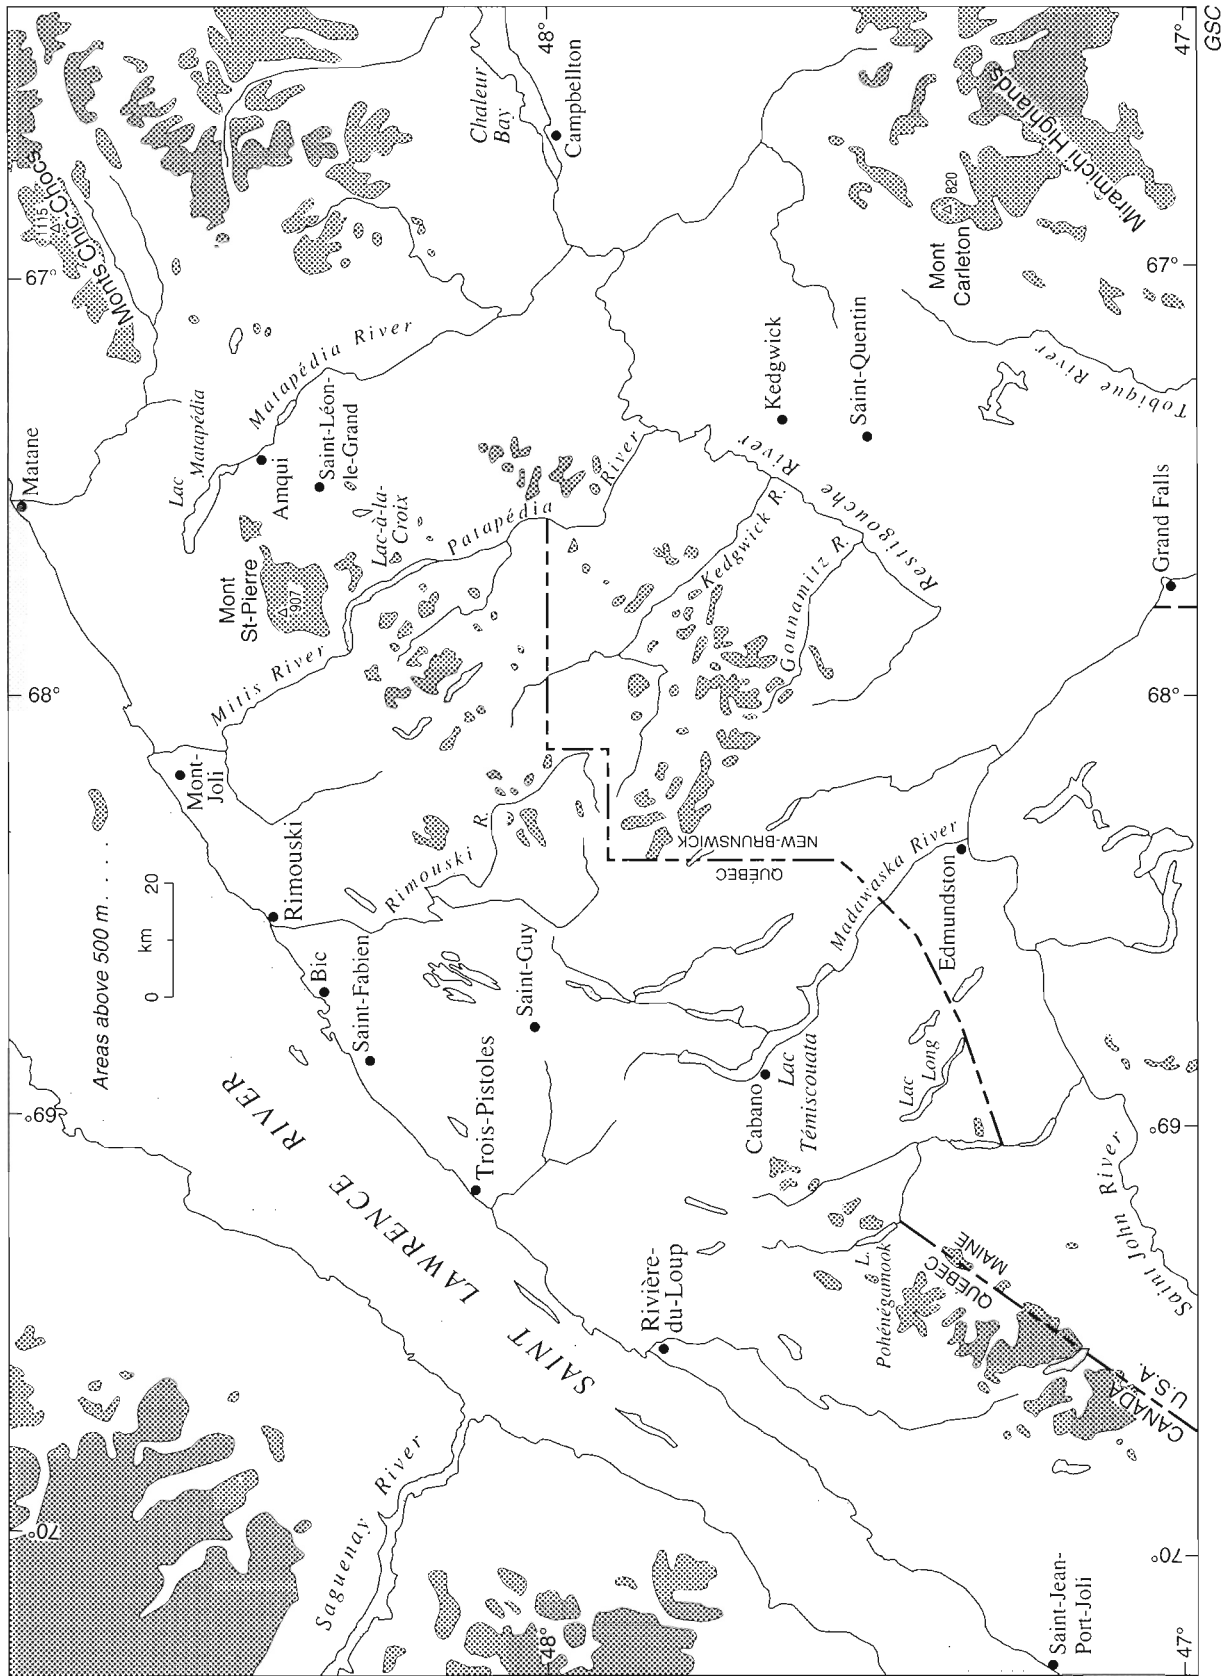 Areas above 500 m . . . . .
0
km
20
SAINT LAWRENCE RIVER
Saguenay River
Matane
Mont-
Joli
Rimouski
Bic
Saint-Fabien
Trois-Pistoles
Saint-Guy
Rivière-
du-Loup
Saint-Jean-
Port-Joli
Cabano
Lac
Témiscouata
Lac
Long
L.
Pohénégamook
Edmundston
Madawaska River
Rimouski R.
Mitis River
Mont
St-Pierre
907
Lac
Matapédia
Amqui
Matapédia River
Saint-Léon-
le-Grand
Lac-à-la-
Croix
Patapédia River
Monts Chic-Chocs
1115
Chaleur
Bay
Campbellton
Kedgwick
Saint-Quentin
Kedgwick R.
Gounamitz R.
Restigouche River
Mont
Carleton
820
Miramichi Highlands
Tobique River
Grand Falls
Saint John River
QUÉBEC
NEW-BRUNSWICK
QUÉBEC
MAINE
CANADA
U.S.A.
70°
69°
68°
67°
48°
48°
47°
47°
70°
69°
67°
GSC